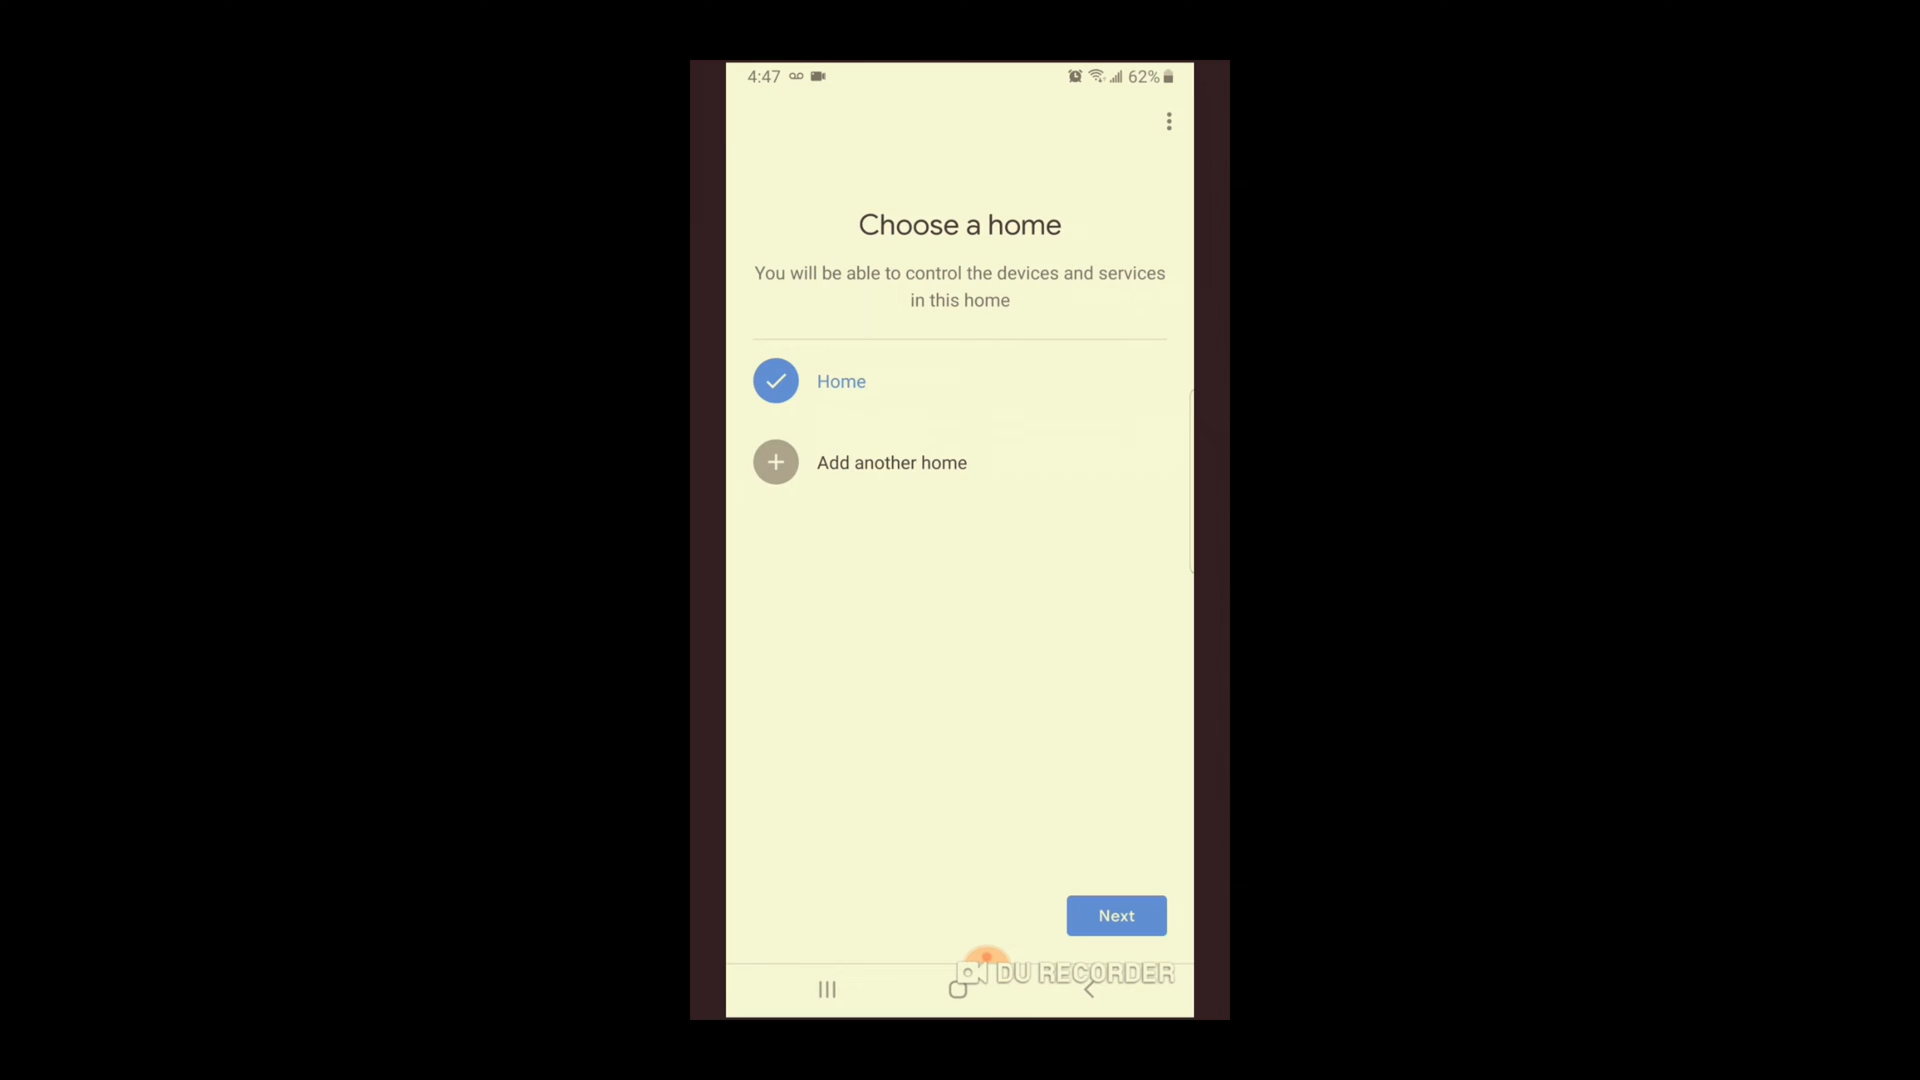 4:47
62%
Choose a home
You will be able to control the devices and services
in this home
Home
Add another home
Next
DU RECORDER